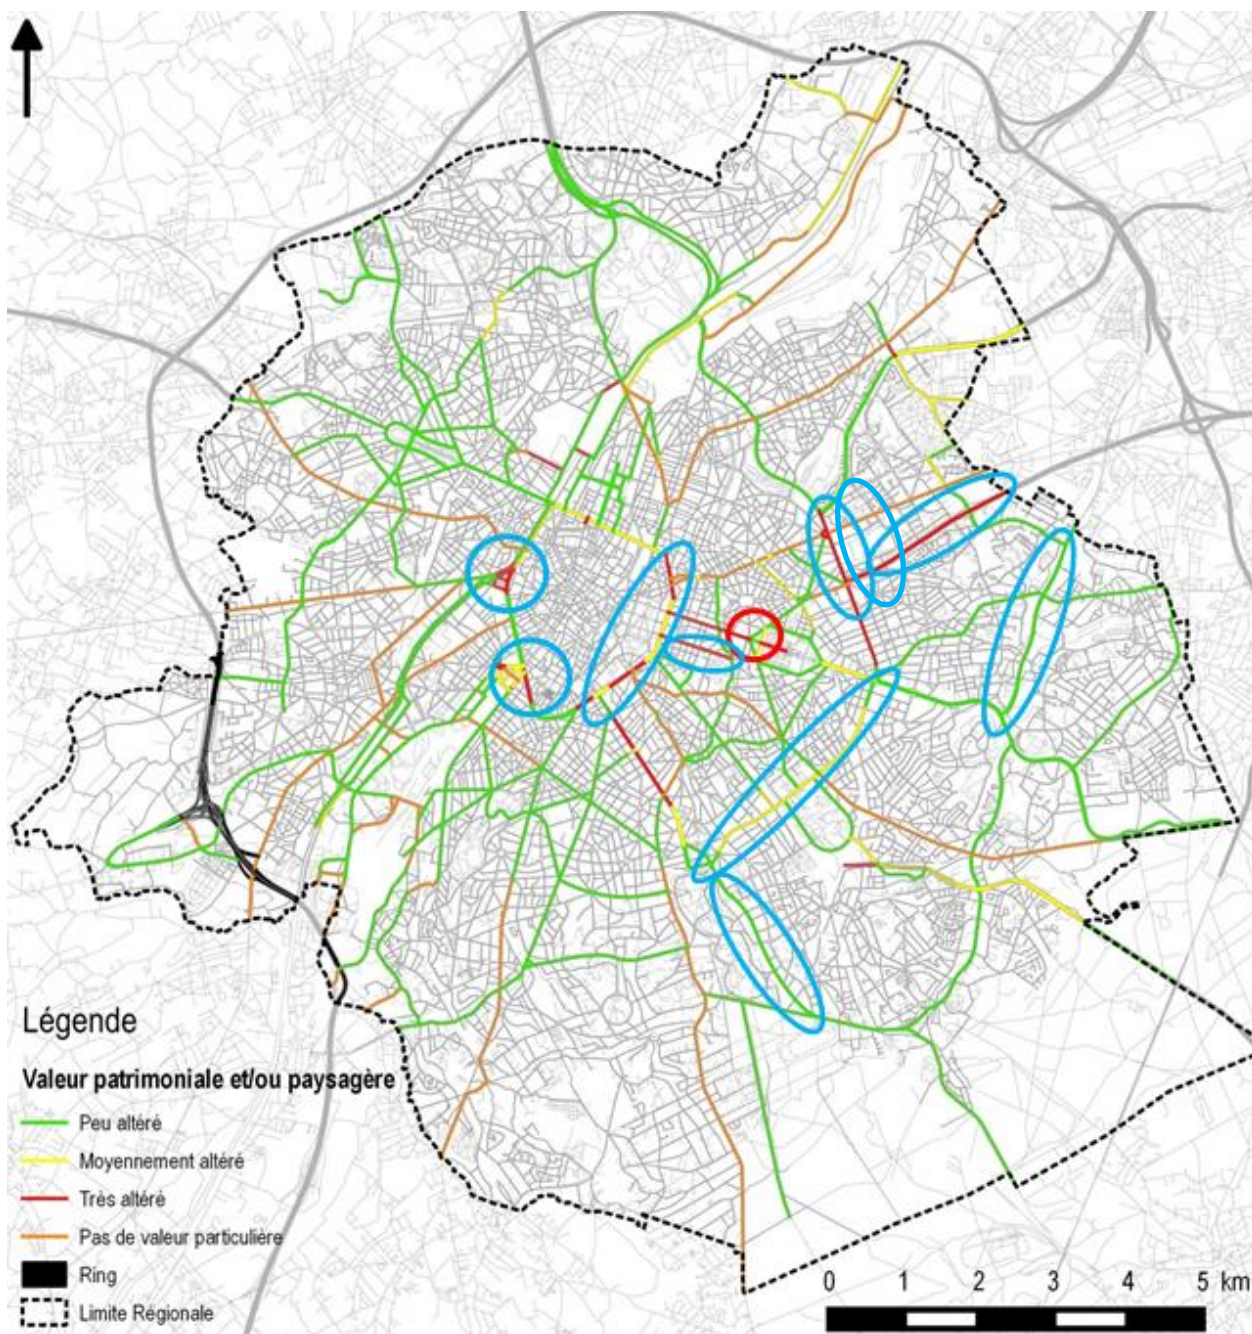 Légende
Valeur patrimoniale et/ou paysagère
Peu altéré
Moyennement altéré
Très altéré
Pas de valeur particulière
Ring
Limite Régionale
0 1 2 3 4 5 km